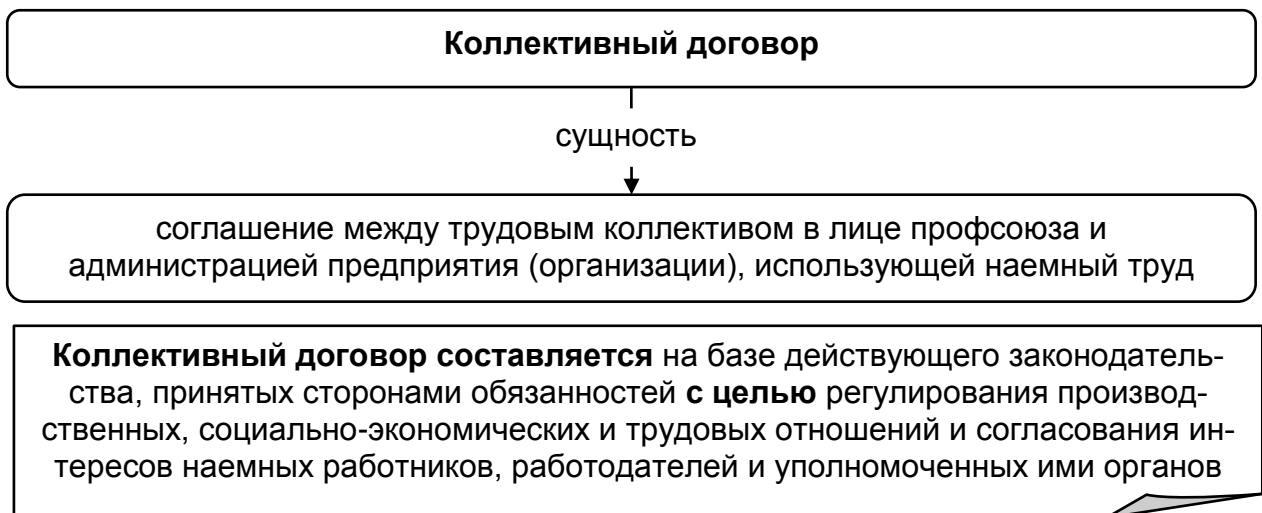 Коллективный договор
сущность
соглашение между трудовым коллективом в лице профсоюза и
администрацией предприятия (организации), использующей наемный труд
Коллективный договор составляется на базе действующего законодатель-
ства, принятых сторонами обязанностей с целью регулирования производ-
ственных, социально-экономических и трудовых отношений и согласования ин-
тересов наемных работников, работодателей и уполномоченных ими органов